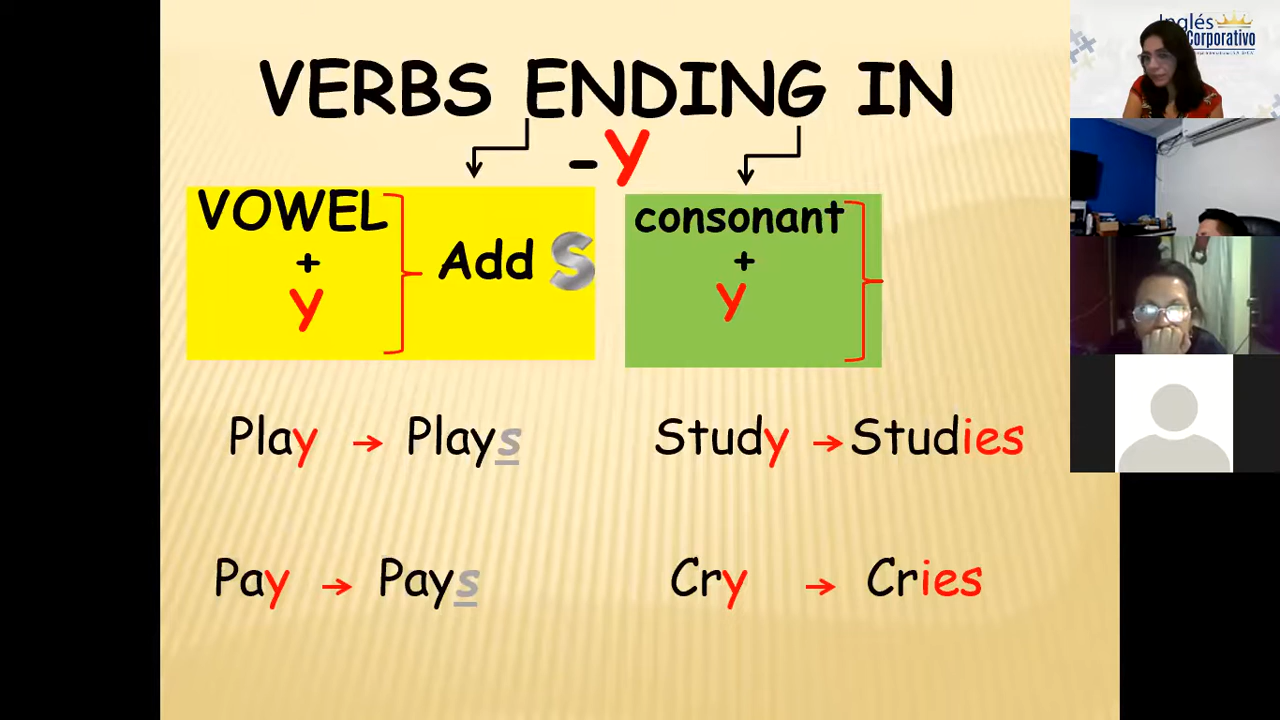 VERBS ENDING IN
-Y
VOWEL
+
y
Add S
consonant
+
y
Play → Plays
Study → Studies
Pay → Pays
Cry → Cries
Inglés
Corporativo